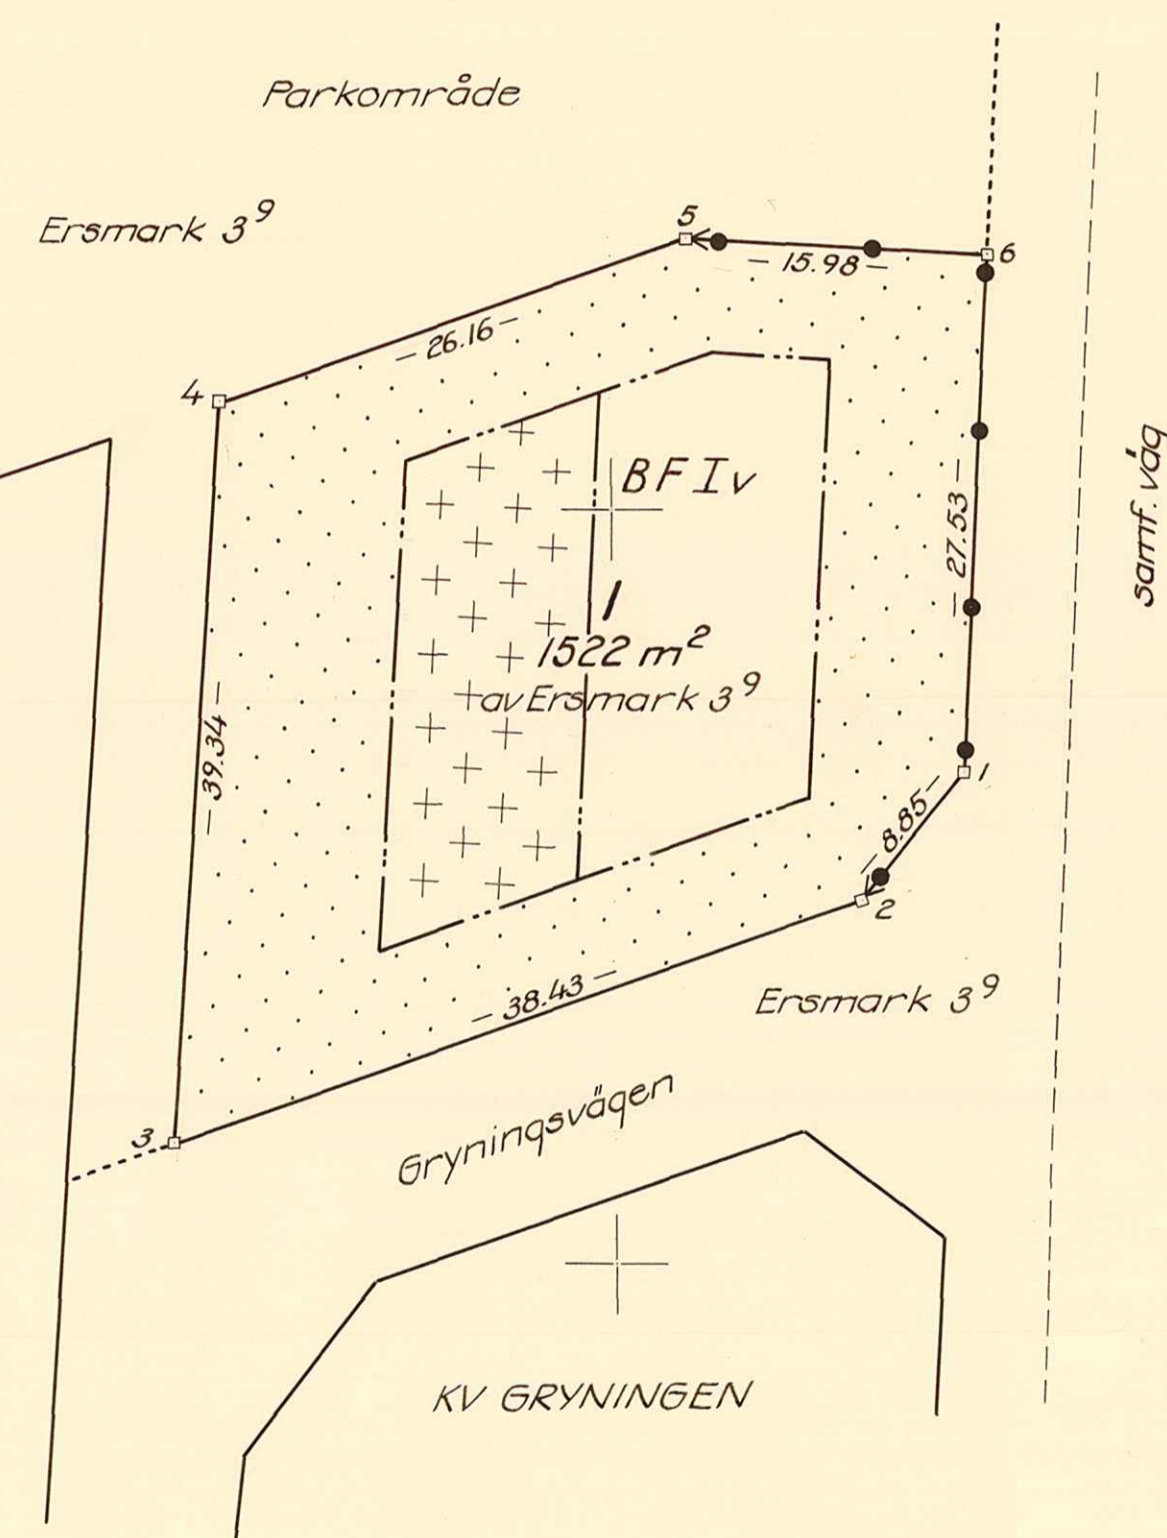 Parkområde
Ersmark 3⁹
5
6
– 15.98 –
– 26.16 –
4
BFIv
samf. väg
– 27.53 –
1
1522 m²
av Ersmark 3⁹
– 39.34 –
1
– 8.85 –
2
– 38.43 –
Ersmark 3⁹
3
Gryningsvägen
KV GRYNINGEN